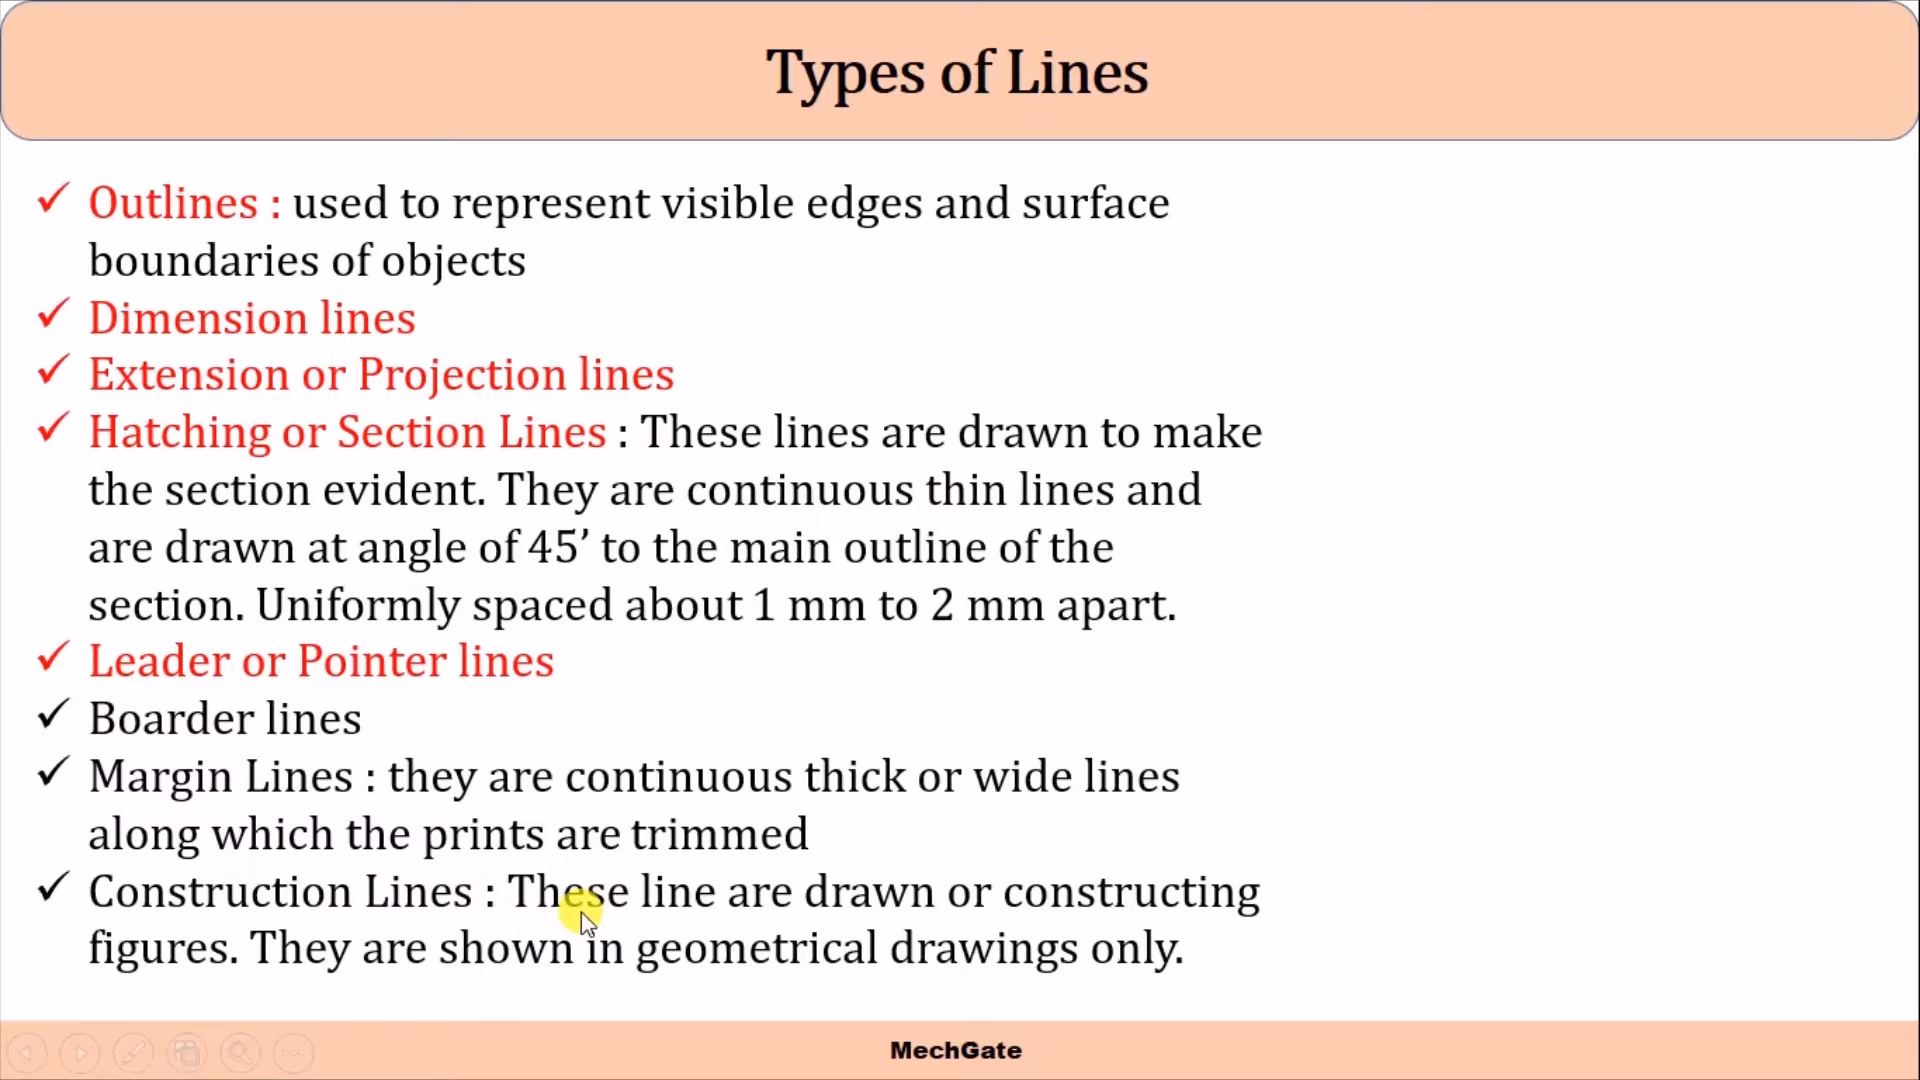 Types of Lines
✓ Outlines : used to represent visible edges and surface
boundaries of objects
✓ Dimension lines
✓ Extension or Projection lines
✓ Hatching or Section Lines : These lines are drawn to make
the section evident. They are continuous thin lines and
are drawn at angle of 45’ to the main outline of the
section. Uniformly spaced about 1 mm to 2 mm apart.
✓ Leader or Pointer lines
✓ Boarder lines
✓ Margin Lines : they are continuous thick or wide lines
along which the prints are trimmed
✓ Construction Lines : These line are drawn or constructing
figures. They are shown in geometrical drawings only.
MechGate